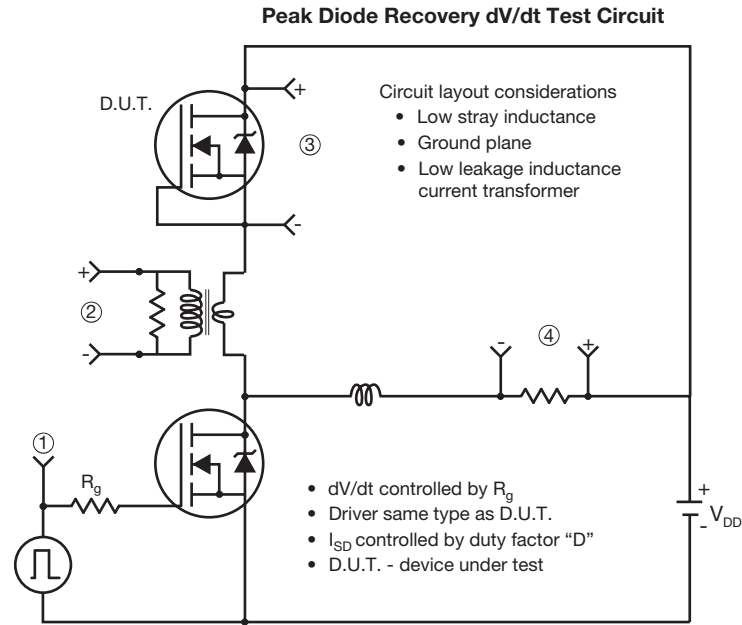 Peak Diode Recovery dV/dt Test Circuit
D.U.T.
+
③
-
Circuit layout considerations
• Low stray inductance
• Ground plane
• Low leakage inductance
current transformer
+
②
-
-
④
+
①
Rg
• dV/dt controlled by Rg
• Driver same type as D.U.T.
• ISD controlled by duty factor “D”
• D.U.T. - device under test
+
-
VDD